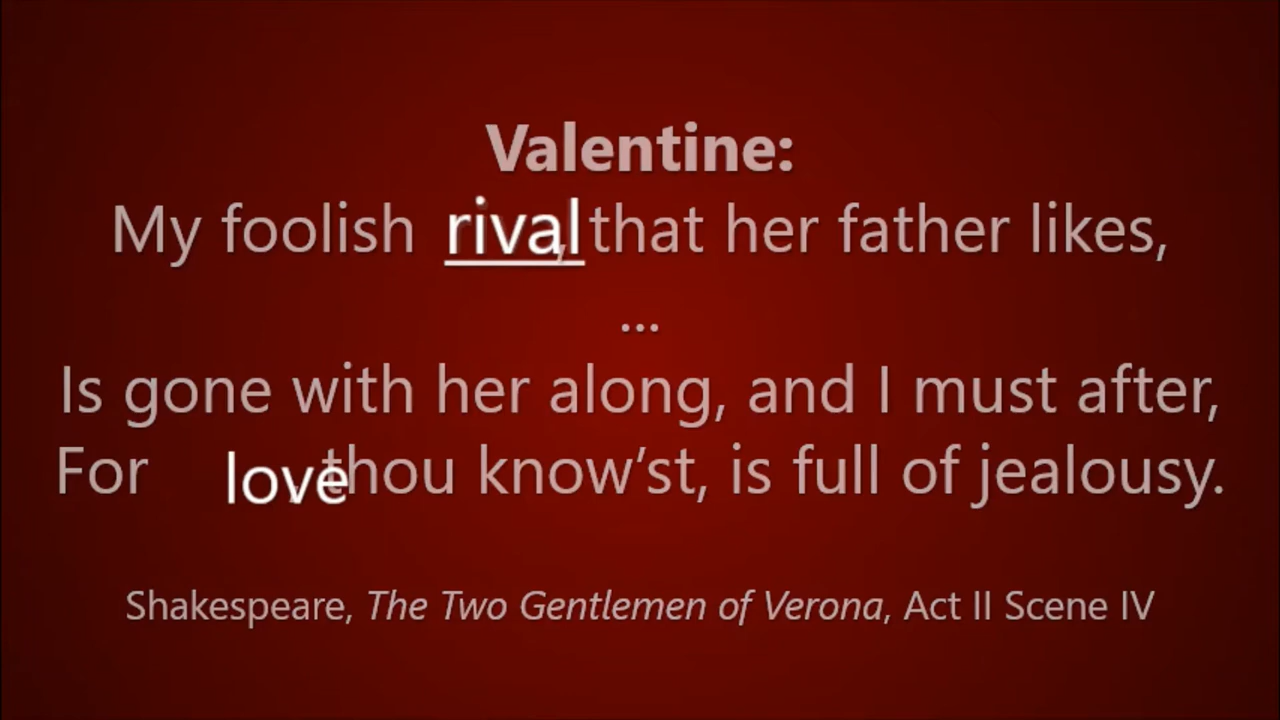 Valentine:
My foolish rival, that her father likes,
...
Is gone with her along, and I must after,
For love thou know’st, is full of jealousy.
Shakespeare, The Two Gentlemen of Verona, Act II Scene IV